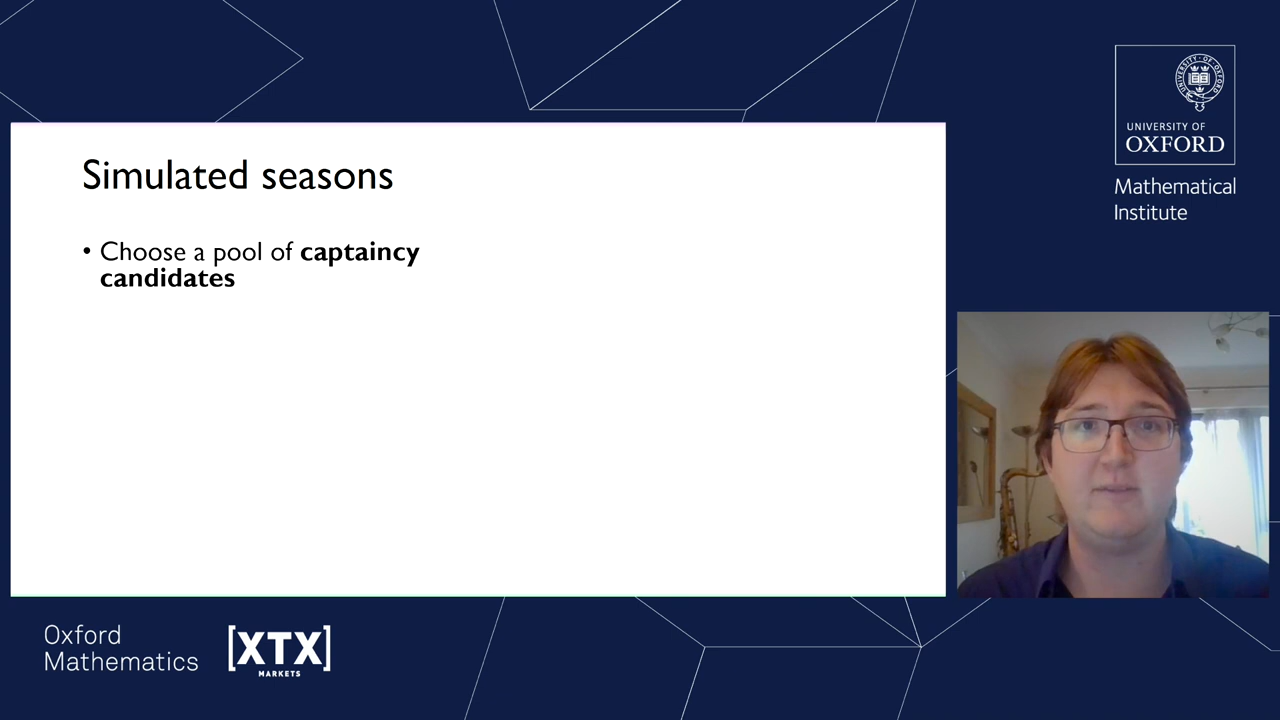 Simulated seasons
• Choose a pool of captaincy
candidates
UNIVERSITY OF
OXFORD
Mathematical
Institute
Oxford
Mathematics
[XTX]
MARKETS